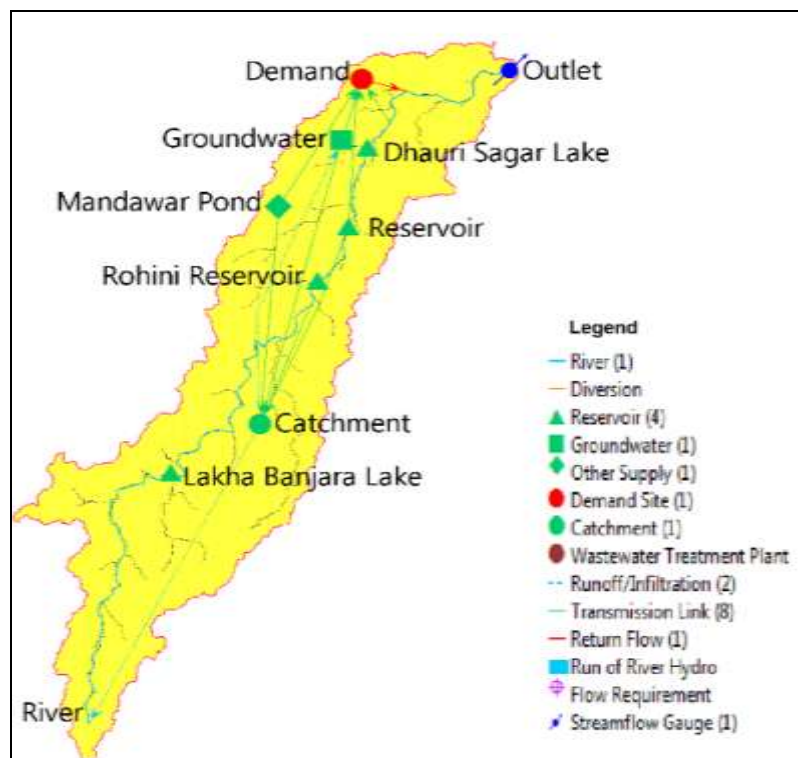 Demand
Outlet
Groundwater
Dhauri Sagar Lake
Mandawar Pond
Reservoir
Rohini Reservoir
Catchment
Lakha Banjara Lake
River
Legend
River (1)
Diversion
Reservoir (4)
Groundwater (1)
Other Supply (1)
Demand Site (1)
Catchment (1)
Wastewater Treatment Plant
Runoff/Infiltration (2)
Transmission Link (8)
Return Flow (1)
Run of River Hydro
Flow Requirement
Streamflow Gauge (1)